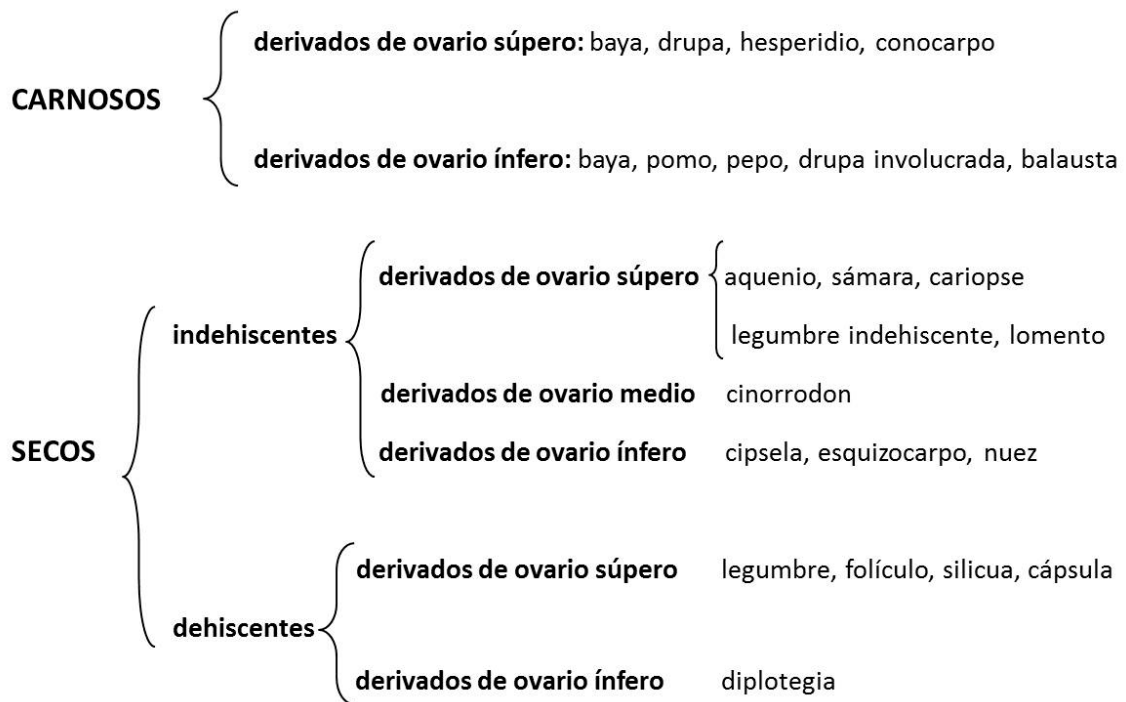 derivados de ovario súpero: baya, drupa, hesperidio, conocarpo
CARNOSOS
derivados de ovario ínfero: baya, pomo, pepo, drupa involucrada, balausta
derivados de ovario súpero aquenio, sámara, cariopse
indehiscentes legumbre indehiscente, lomento
derivados de ovario medio cinorrodon
SECOS derivados de ovario ínfero cipsela, esquizocarpo, nuez
derivados de ovario súpero legumbre, folículo, silicua, cápsula
dehiscentes
derivados de ovario ínfero diplotegia